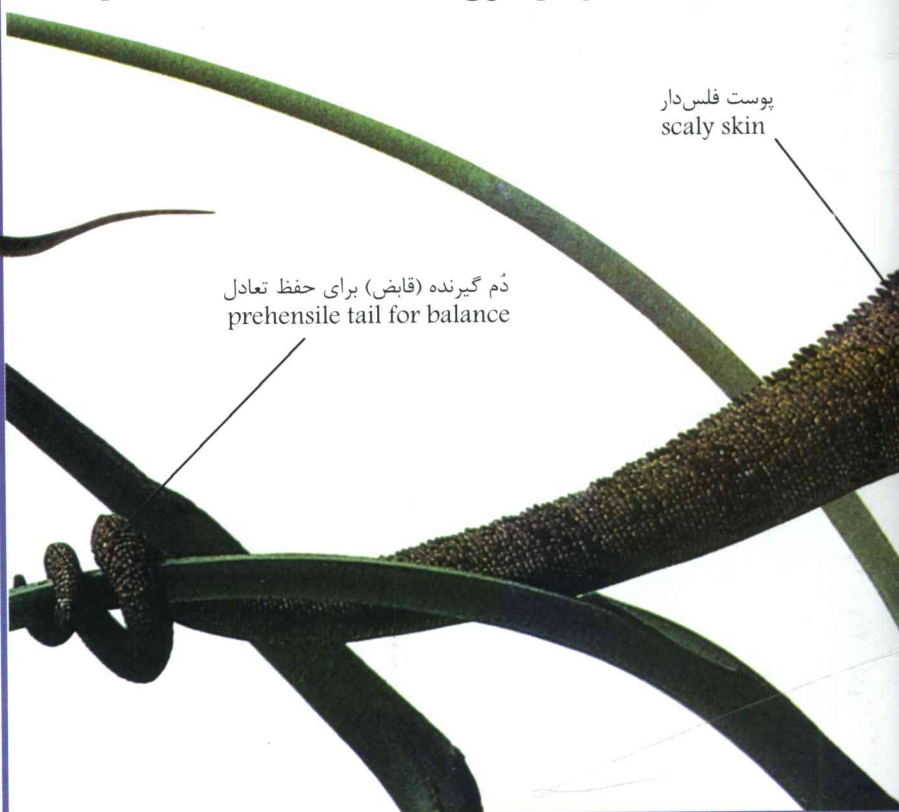 پوست فلس‌دار
scaly skin
دُم گیرنده (قابض) برای حفظ تعادل
prehensile tail for balance